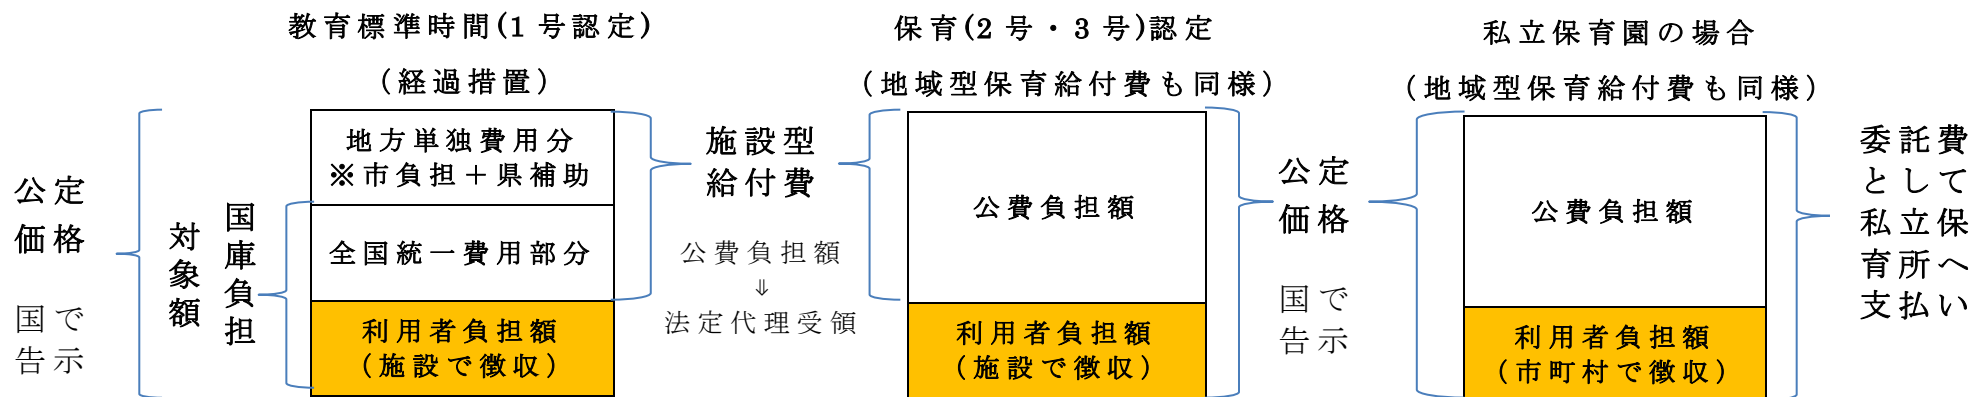 教育標準時間(1号認定)
(経過措置)
公定
価格
国で
告示
対象額
国庫負担
地方単独費用分
※市負担＋県補助
全国統一費用部分
利用者負担額
(施設で徴収)
施設型
給付費
公費負担額
⇓
法定代理受領
保育(2号・3号)認定
(地域型保育給付費も同様)
公費負担額
利用者負担額
(施設で徴収)
公定
価格
国で
告示
私立保育園の場合
(地域型保育給付費も同様)
公費負担額
利用者負担額
(市町村で徴収)
委託費
として
私立保
育所へ
支払い